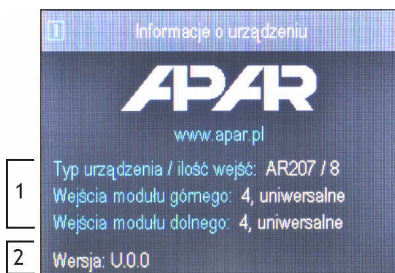 Informacje o urządzeniu
APAR
www.apar.pl
Typ urządzenia / ilość wejść: AR207 / 8
Wejścia modułu górnego: 4, uniwersalne
Wejścia modułu dolnego: 4, uniwersalne
Wersja: U.0.0
1
2